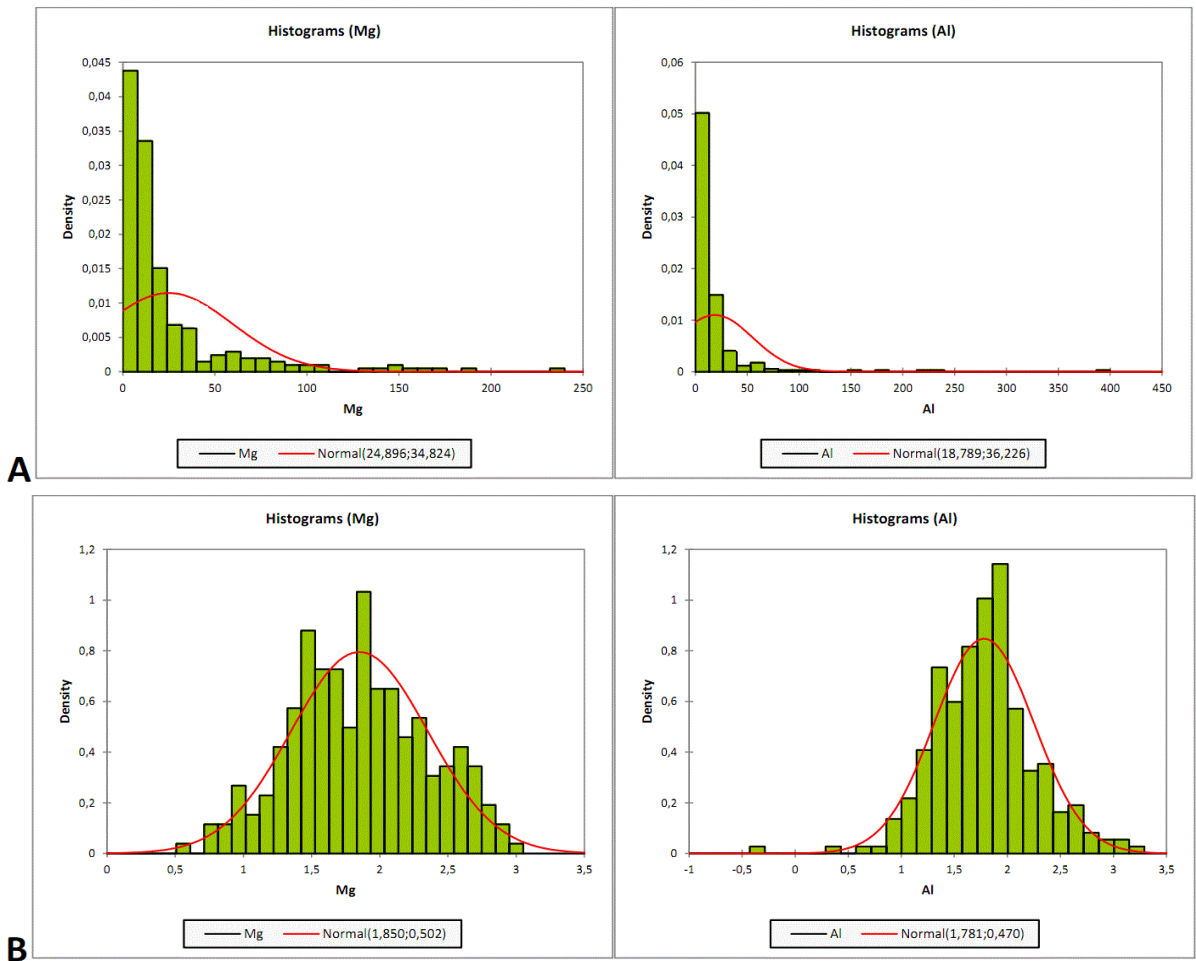 Histograms (Mg)
Density
0,045
0,04
0,035
0,03
0,025
0,02
0,015
0,01
0,005
0
0 50 100 150 200 250
Mg
Mg Normal(24,896;34,824)
Histograms (Al)
Density
0,06
0,05
0,04
0,03
0,02
0,01
0
0 50 100 150 200 250 300 350 400 450
Al
Al Normal(18,789;36,226)
A
Histograms (Mg)
Density
1,2
1
0,8
0,6
0,4
0,2
0
0 0,5 1 1,5 2 2,5 3 3,5
Mg
Mg Normal(1,850;0,502)
Histograms (Al)
Density
1,2
1
0,8
0,6
0,4
0,2
0
-1 -0,5 0 0,5 1 1,5 2 2,5 3 3,5
Al
Al Normal(1,781;0,470)
B